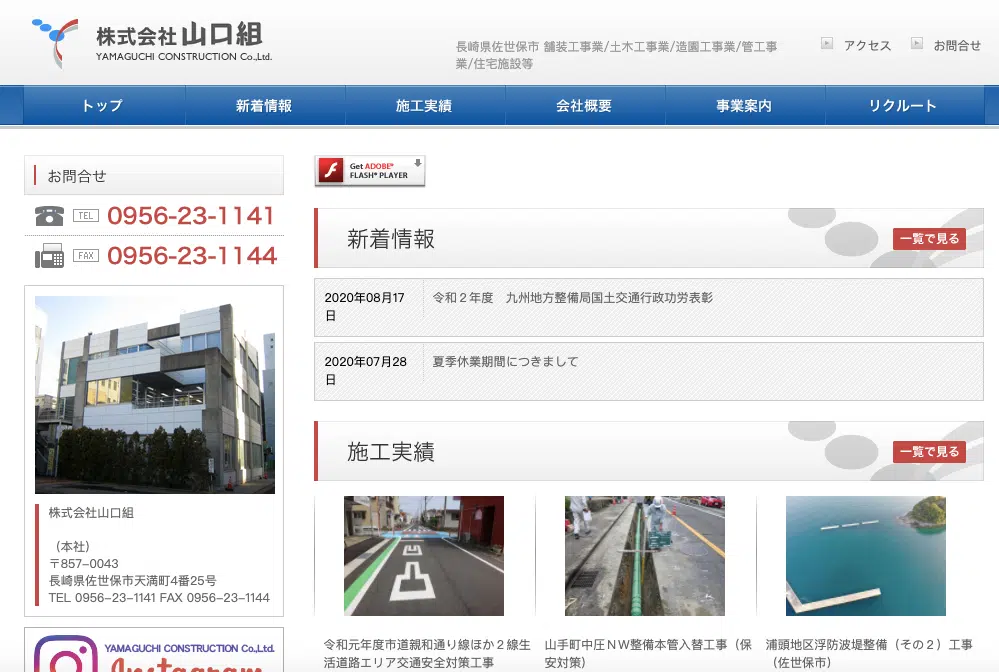 株式会社山口組
YAMAGUCHI CONSTRUCTION Co.,Ltd.
長崎県佐世保市 舗装工事業/土木工事業/造園工事業/管工事
業/住宅施設等
アクセス
お問合せ
トップ
新着情報
施工実績
会社概要
事業案内
リクルート
お問合せ
TEL 0956-23-1141
FAX 0956-23-1144
株式会社山口組
（本社）
〒857-0043
長崎県佐世保市天満町4番25号
TEL 0956-23-1141 FAX 0956-23-1144
YAMAGUCHI CONSTRUCTION Co.,Ltd.
Instagram
Get ADOBE®
FLASH® PLAYER
新着情報
一覧で見る
2020年08月17
日
令和２年度　九州地方整備局国土交通行政功労表彰
2020年07月28
日
夏季休業期間につきまして
施工実績
一覧で見る
令和元年度市道親和通り線ほか２線生
活道路エリア交通安全対策工事
山手町中圧ＮＷ整備本管入替工事（保
安対策）
浦頭地区浮防波堤整備（その２）工事
（佐世保市）